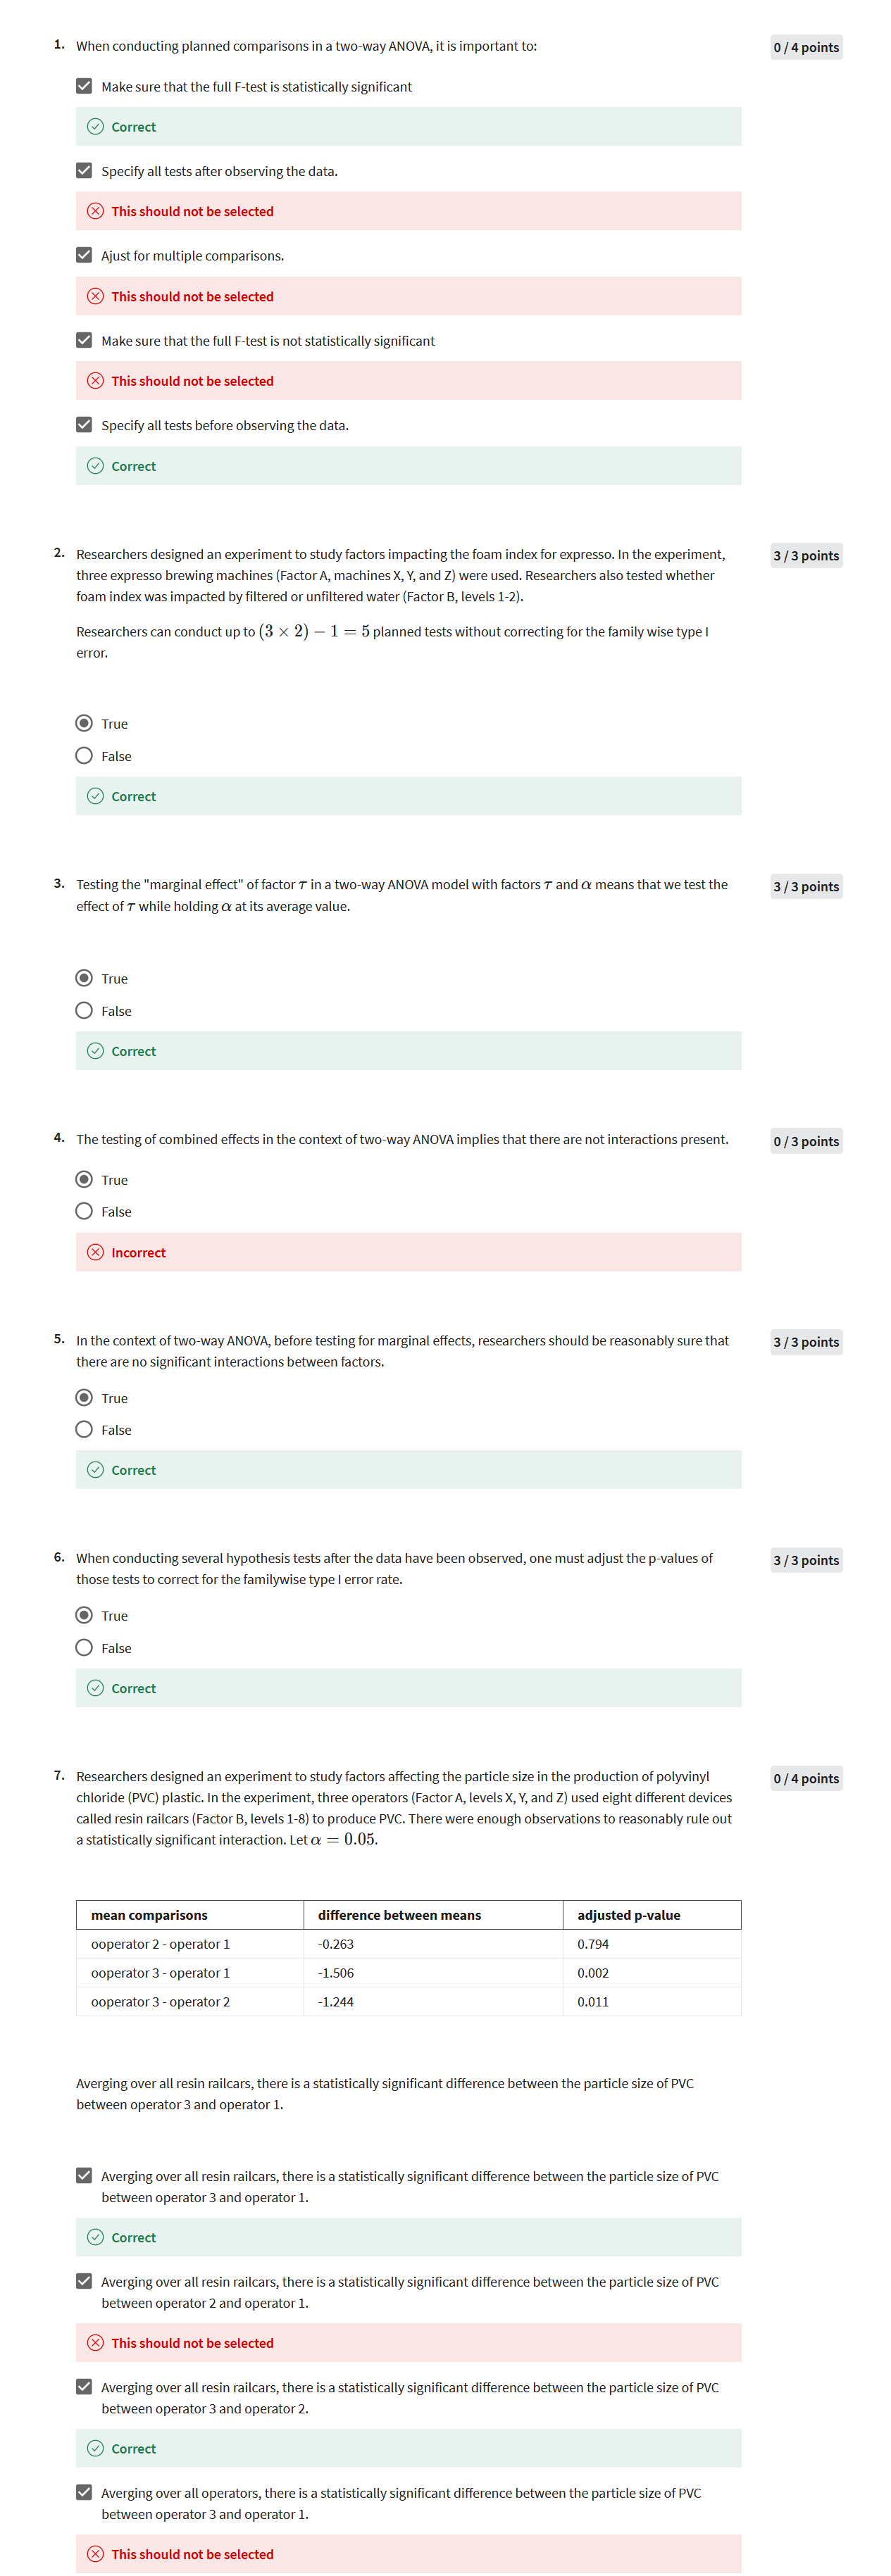 1. When conducting planned comparisons in a two-way ANOVA, it is important to:
0 / 4 points
Make sure that the full F-test is statistically significant
Correct
Specify all tests after observing the data.
This should not be selected
Ajust for multiple comparisons.
This should not be selected
Make sure that the full F-test is not statistically significant
This should not be selected
Specify all tests before observing the data.
Correct
2. Researchers designed an experiment to study factors impacting the foam index for expresso. In the experiment,
3 / 3 points
three expresso brewing machines (Factor A, machines X, Y, and Z) were used. Researchers also tested whether
foam index was impacted by filtered or unfiltered water (Factor B, levels 1-2).
Researchers can conduct up to (3 × 2) − 1 = 5 planned tests without correcting for the family wise type I
error.
True
False
Correct
3. Testing the "marginal effect" of factor τ in a two-way ANOVA model with factors τ and α means that we test the
3 / 3 points
effect of τ while holding α at its average value.
True
False
Correct
4. The testing of combined effects in the context of two-way ANOVA implies that there are not interactions present.
0 / 3 points
True
False
Incorrect
5. In the context of two-way ANOVA, before testing for marginal effects, researchers should be reasonably sure that
3 / 3 points
there are no significant interactions between factors.
True
False
Correct
6. When conducting several hypothesis tests after the data have been observed, one must adjust the p-values of
3 / 3 points
those tests to correct for the familywise type I error rate.
True
False
Correct
7. Researchers designed an experiment to study factors affecting the particle size in the production of polyvinyl
0 / 4 points
chloride (PVC) plastic. In the experiment, three operators (Factor A, levels X, Y, and Z) used eight different devices
called resin railcars (Factor B, levels 1-8) to produce PVC. There were enough observations to reasonably rule out
a statistically significant interaction. Let α = 0.05.
mean comparisons difference between means adjusted p-value
ooperator 2 - operator 1 -0.263 0.794
ooperator 3 - operator 1 -1.506 0.002
ooperator 3 - operator 2 -1.244 0.011
Averging over all resin railcars, there is a statistically significant difference between the particle size of PVC
between operator 3 and operator 1.
Averging over all resin railcars, there is a statistically significant difference between the particle size of PVC
between operator 3 and operator 1.
Correct
Averging over all resin railcars, there is a statistically significant difference between the particle size of PVC
between operator 2 and operator 1.
This should not be selected
Averging over all resin railcars, there is a statistically significant difference between the particle size of PVC
between operator 3 and operator 2.
Correct
Averging over all operators, there is a statistically significant difference between the particle size of PVC
between operator 3 and operator 1.
This should not be selected